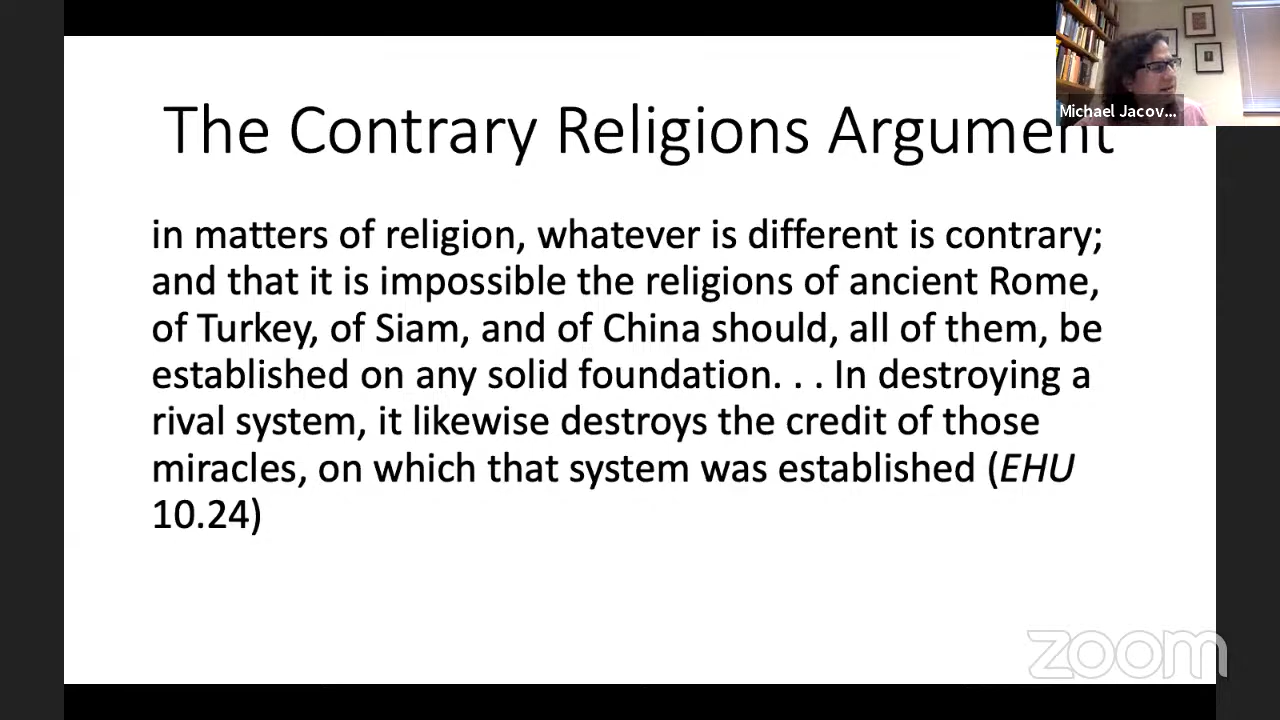 The Contrary Religions Argument
Michael Jacov...
in matters of religion, whatever is different is contrary;
and that it is impossible the religions of ancient Rome,
of Turkey, of Siam, and of China should, all of them, be
established on any solid foundation. . . In destroying a
rival system, it likewise destroys the credit of those
miracles, on which that system was established (EHU
10.24)
zoom